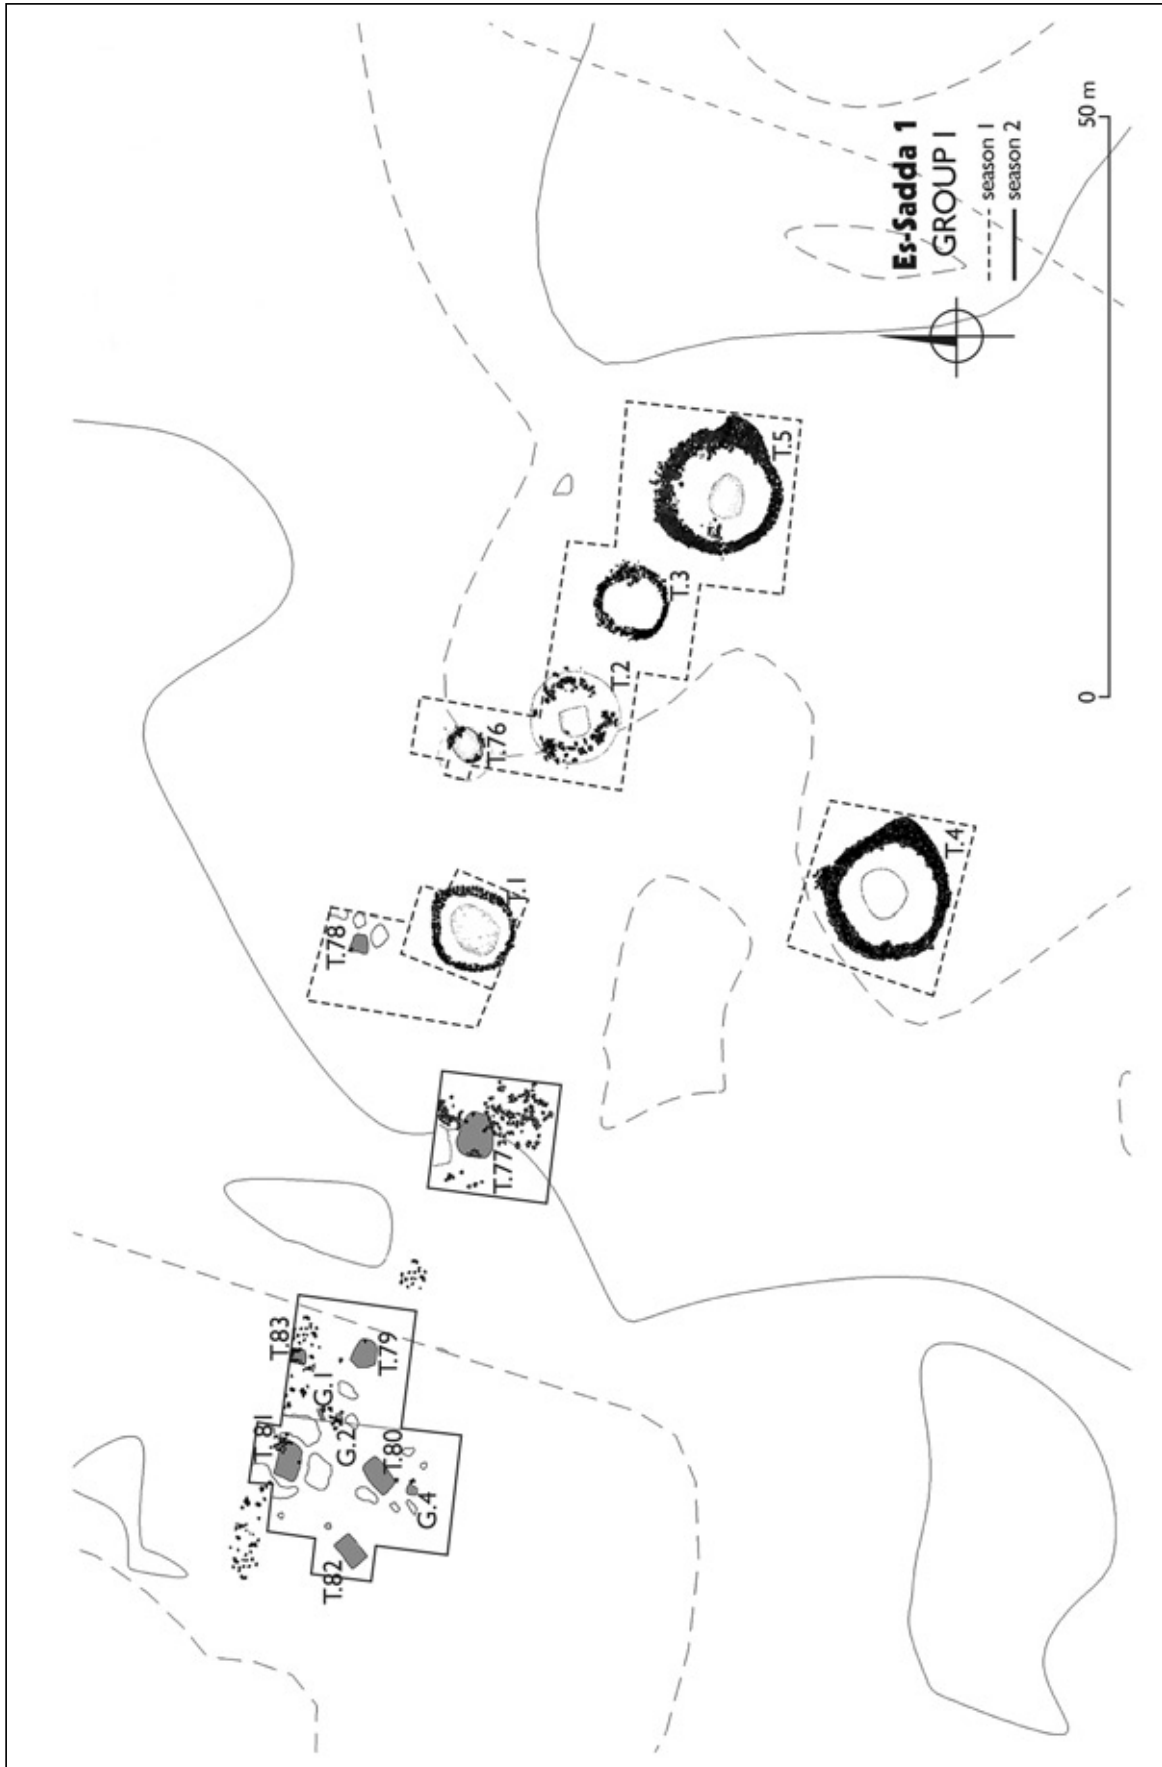 Es-Sadda 1
GROUP I
season 1
season 2
0
50 m
T.82
T.81
T.83
G.1
G.2
T.79
T.80
G.4
T.77
T.78
T.1
T.76
T.2
T.3
T.5
T.4